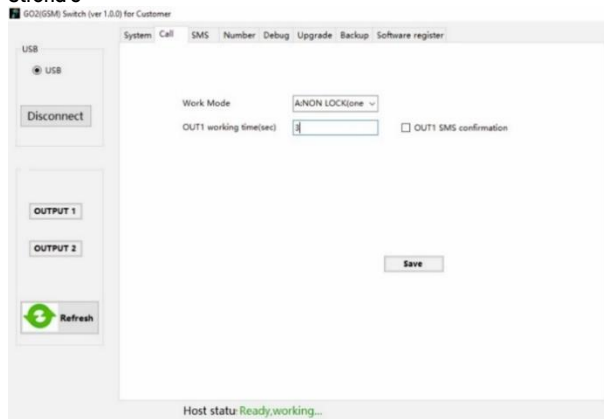 GO2(GSM) Switch (ver 1.0.0) for Customer
System Call SMS Number Debug Upgrade Backup Software register
USB
USB
Disconnect
Work Mode A:NON LOCK(one
OUT1 working time(sec) 3 OUT1 SMS confirmation
OUTPUT 1
OUTPUT 2
Save
Refresh
Host statu: Ready,working...